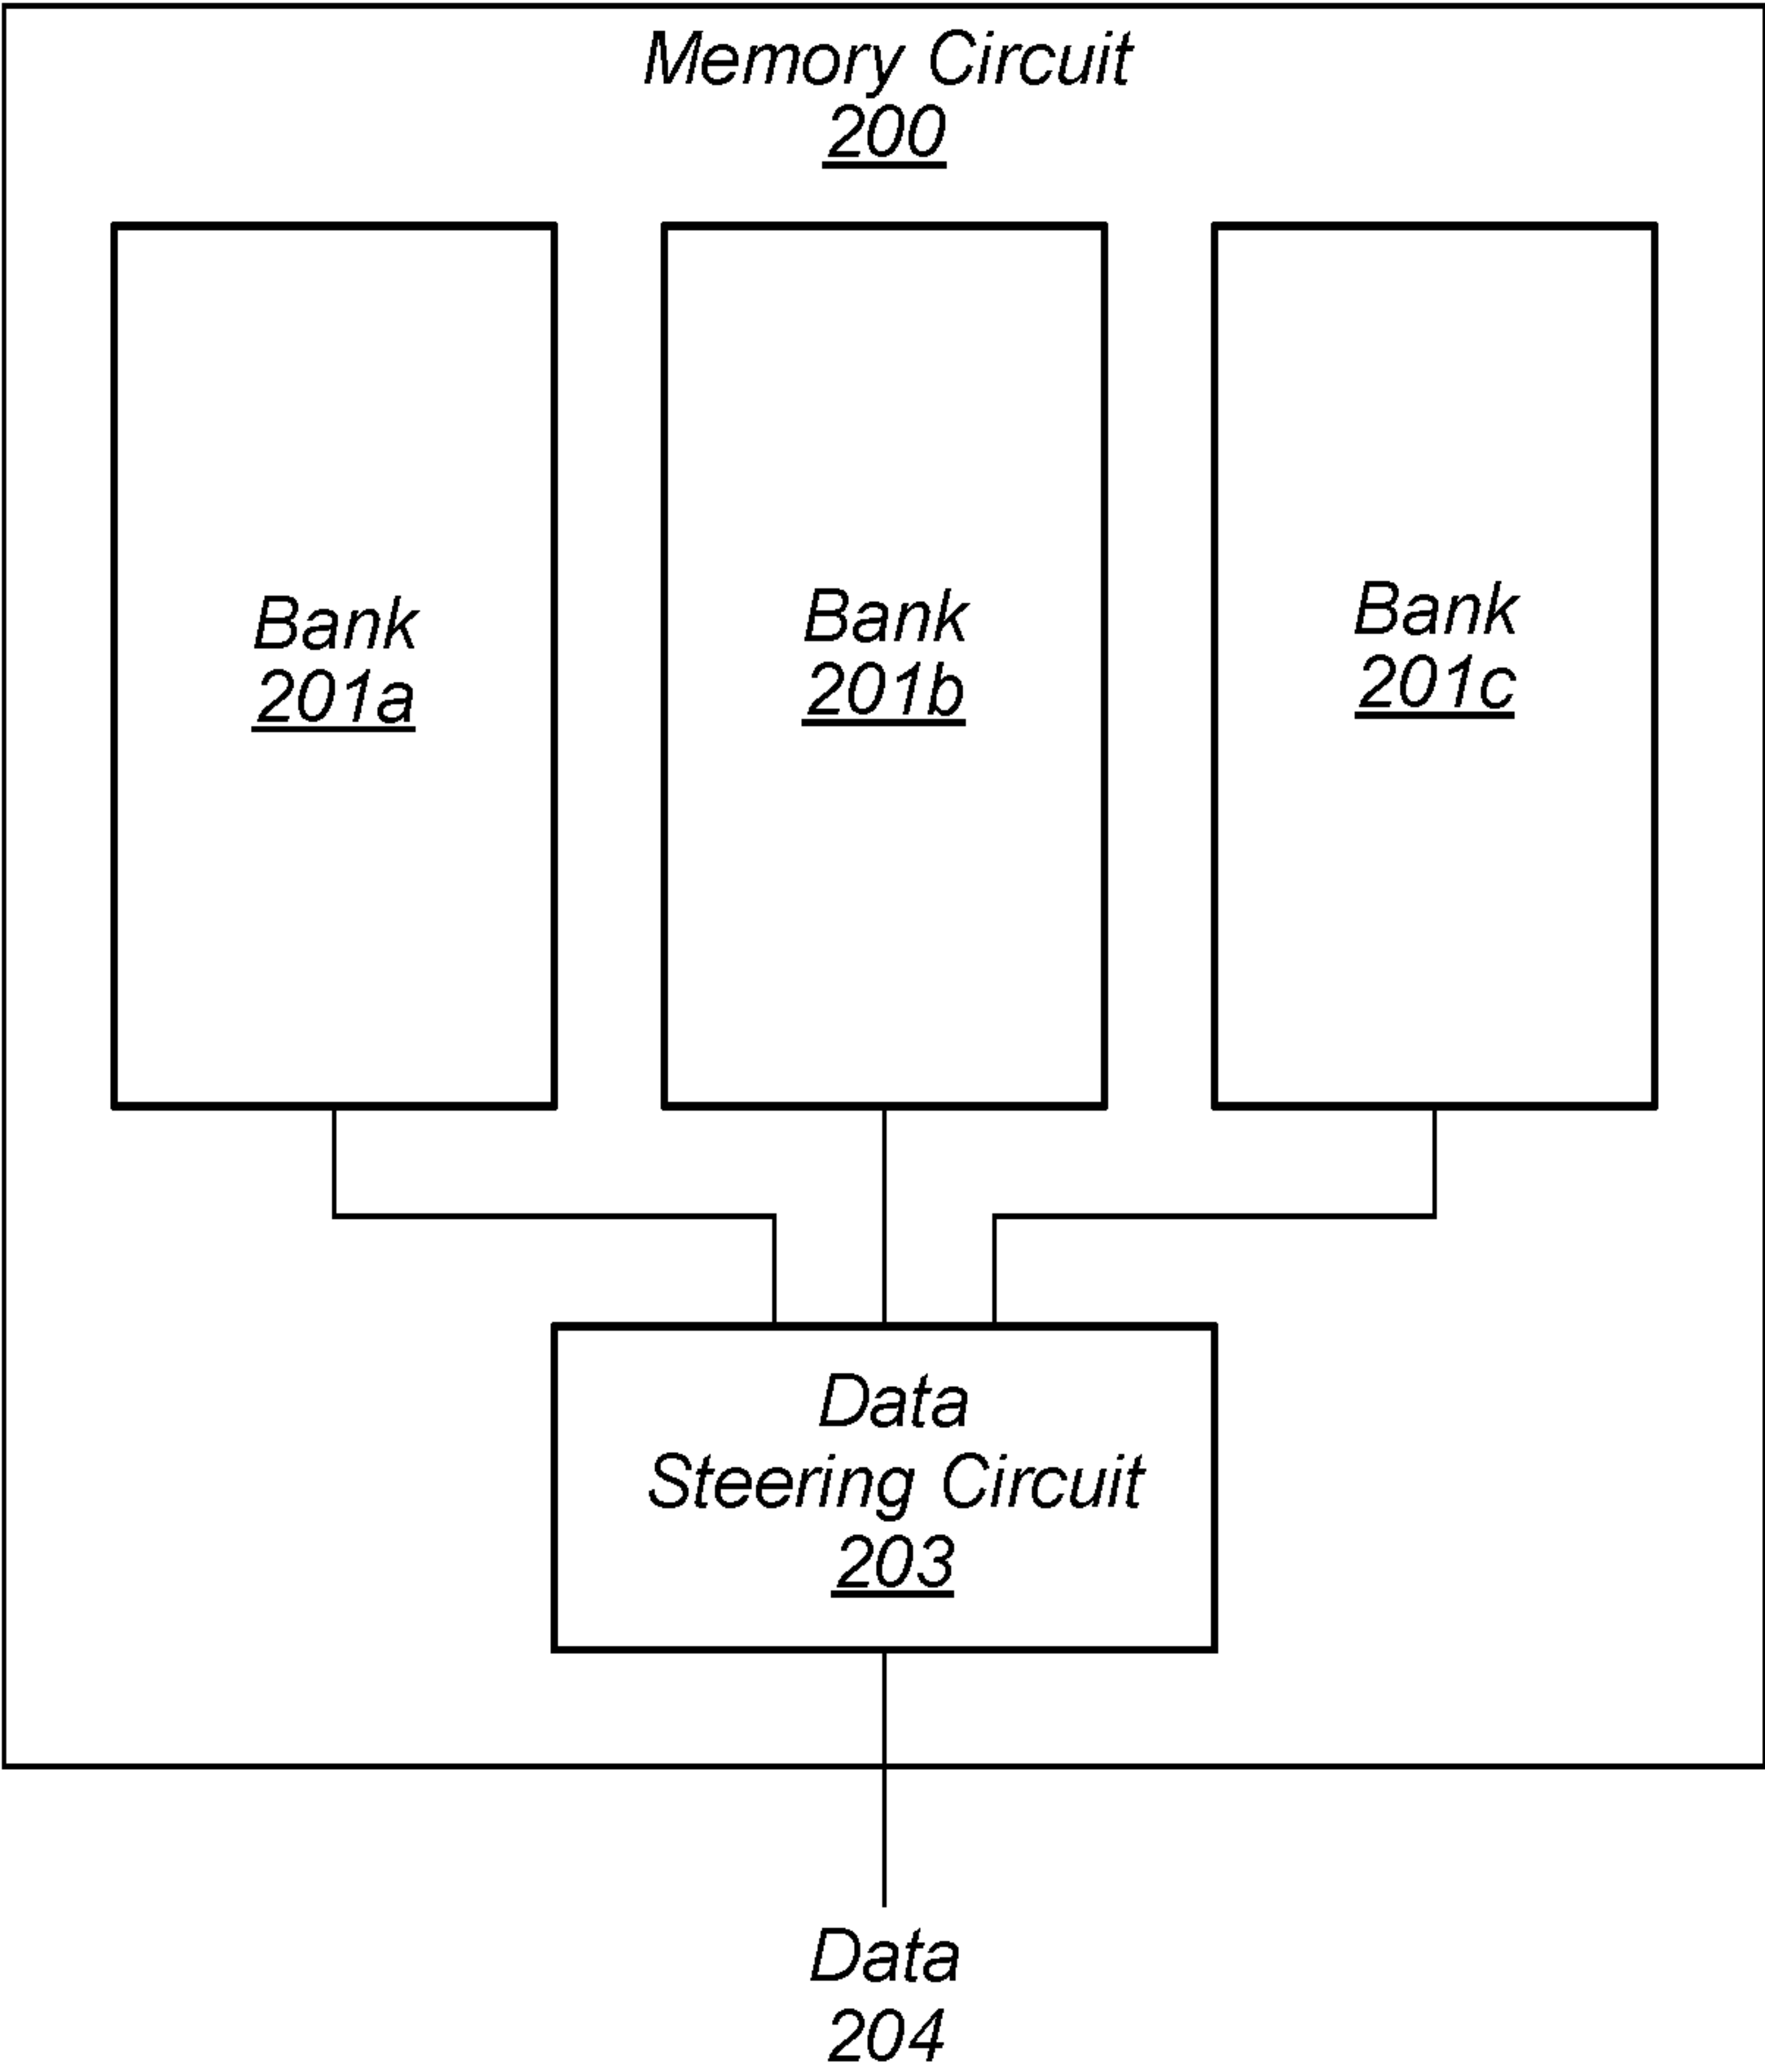 Memory Circuit
200
Bank
201a
Bank
201b
Bank
201c
Data
Steering Circuit
203
Data
204